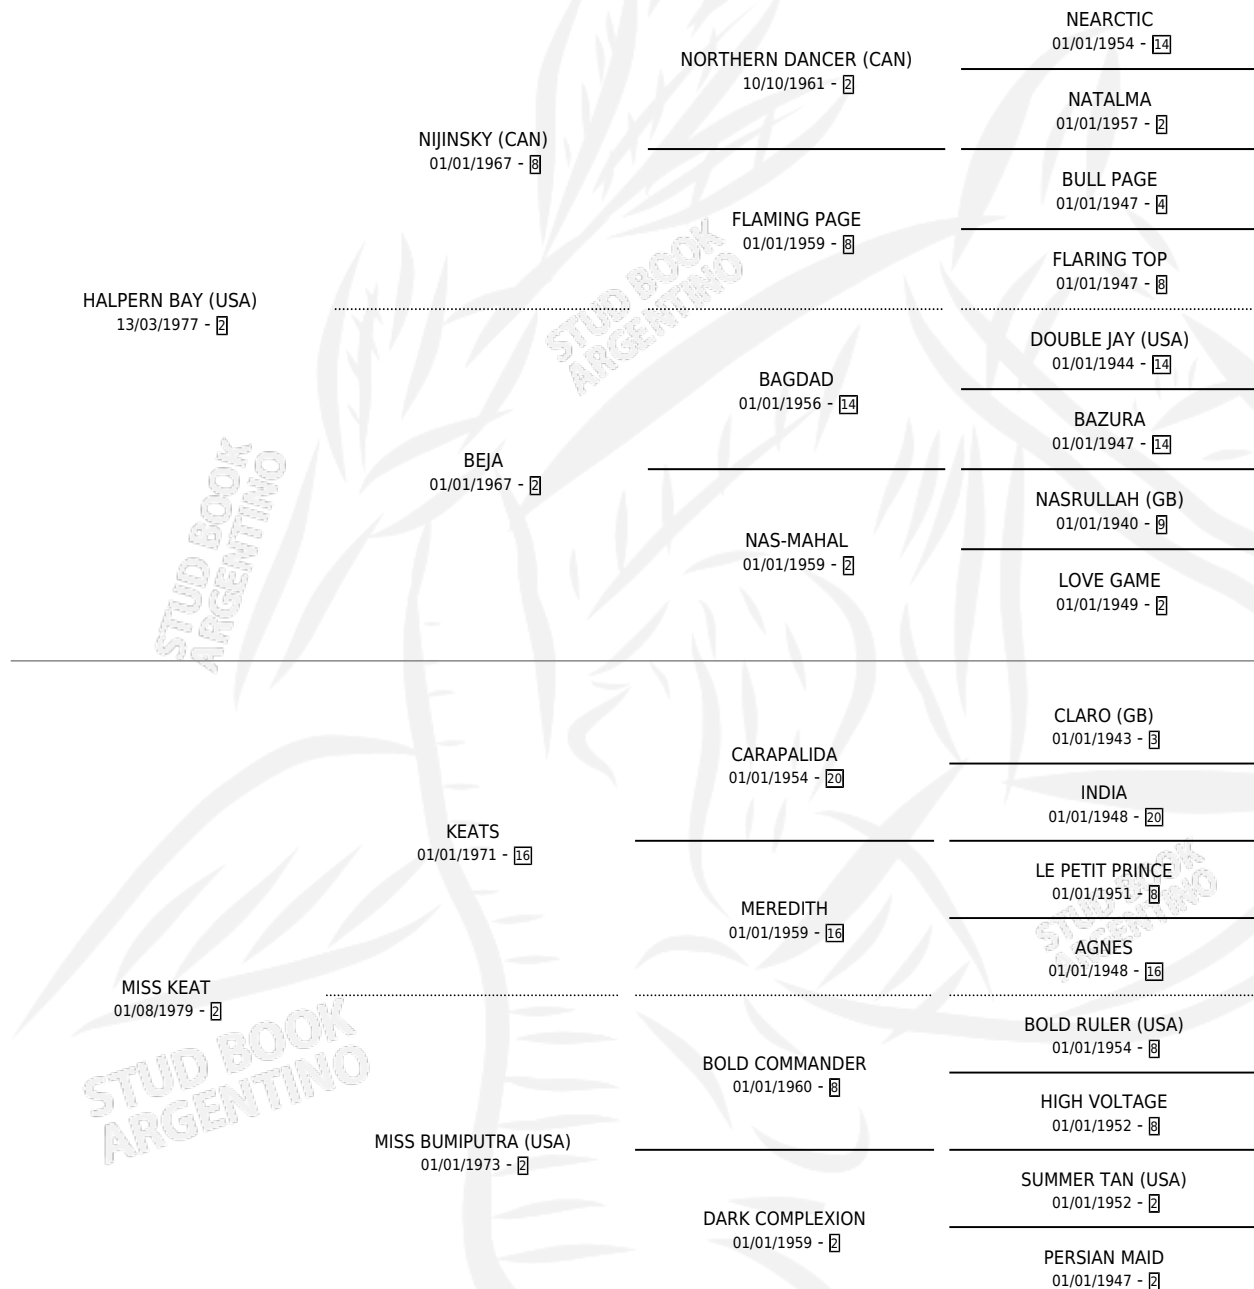 NEARCTIC
01/01/1954 - 14
NORTHERN DANCER (CAN)
10/10/1961 - 2
NATALMA
01/01/1957 - 2
NIJINSKY (CAN)
01/01/1967 - 8
BULL PAGE
01/01/1947 - 4
FLAMING PAGE
01/01/1959 - 8
FLARING TOP
01/01/1947 - 8
HALPERN BAY (USA)
13/03/1977 - 2
STUD BOOK
ARGENTINO
DOUBLE JAY (USA)
01/01/1944 - 14
BAGDAD
01/01/1956 - 14
BAZURA
01/01/1947 - 14
BEJA
01/01/1967 - 2
NASRULLAH (GB)
01/01/1940 - 9
NAS-MAHAL
01/01/1959 - 2
LOVE GAME
01/01/1949 - 2
STUD BOOK
ARGENTINO
CLARO (GB)
01/01/1943 - 3
CARAPALIDA
01/01/1954 - 20
INDIA
01/01/1948 - 20
KEATS
01/01/1971 - 16
LE PETIT PRINCE
01/01/1951 - 8
MEREDITH
01/01/1959 - 16
AGNES
01/01/1948 - 16
STUD BOOK
ARGENTINO
MISS KEAT
01/08/1979 - 2
BOLD RULER (USA)
01/01/1954 - 8
BOLD COMMANDER
01/01/1960 - 8
HIGH VOLTAGE
01/01/1952 - 8
STUD BOOK
ARGENTINO
MISS BUMIPUTRA (USA)
01/01/1973 - 2
SUMMER TAN (USA)
01/01/1952 - 2
DARK COMPLEXION
01/01/1959 - 2
PERSIAN MAID
01/01/1947 - 2